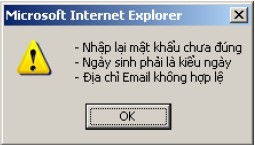 Microsoft Internet Explorer
- Nhập lại mật khẩu chưa đúng
- Ngày sinh phải là kiểu ngày
- Địa chỉ Email không hợp lệ
OK